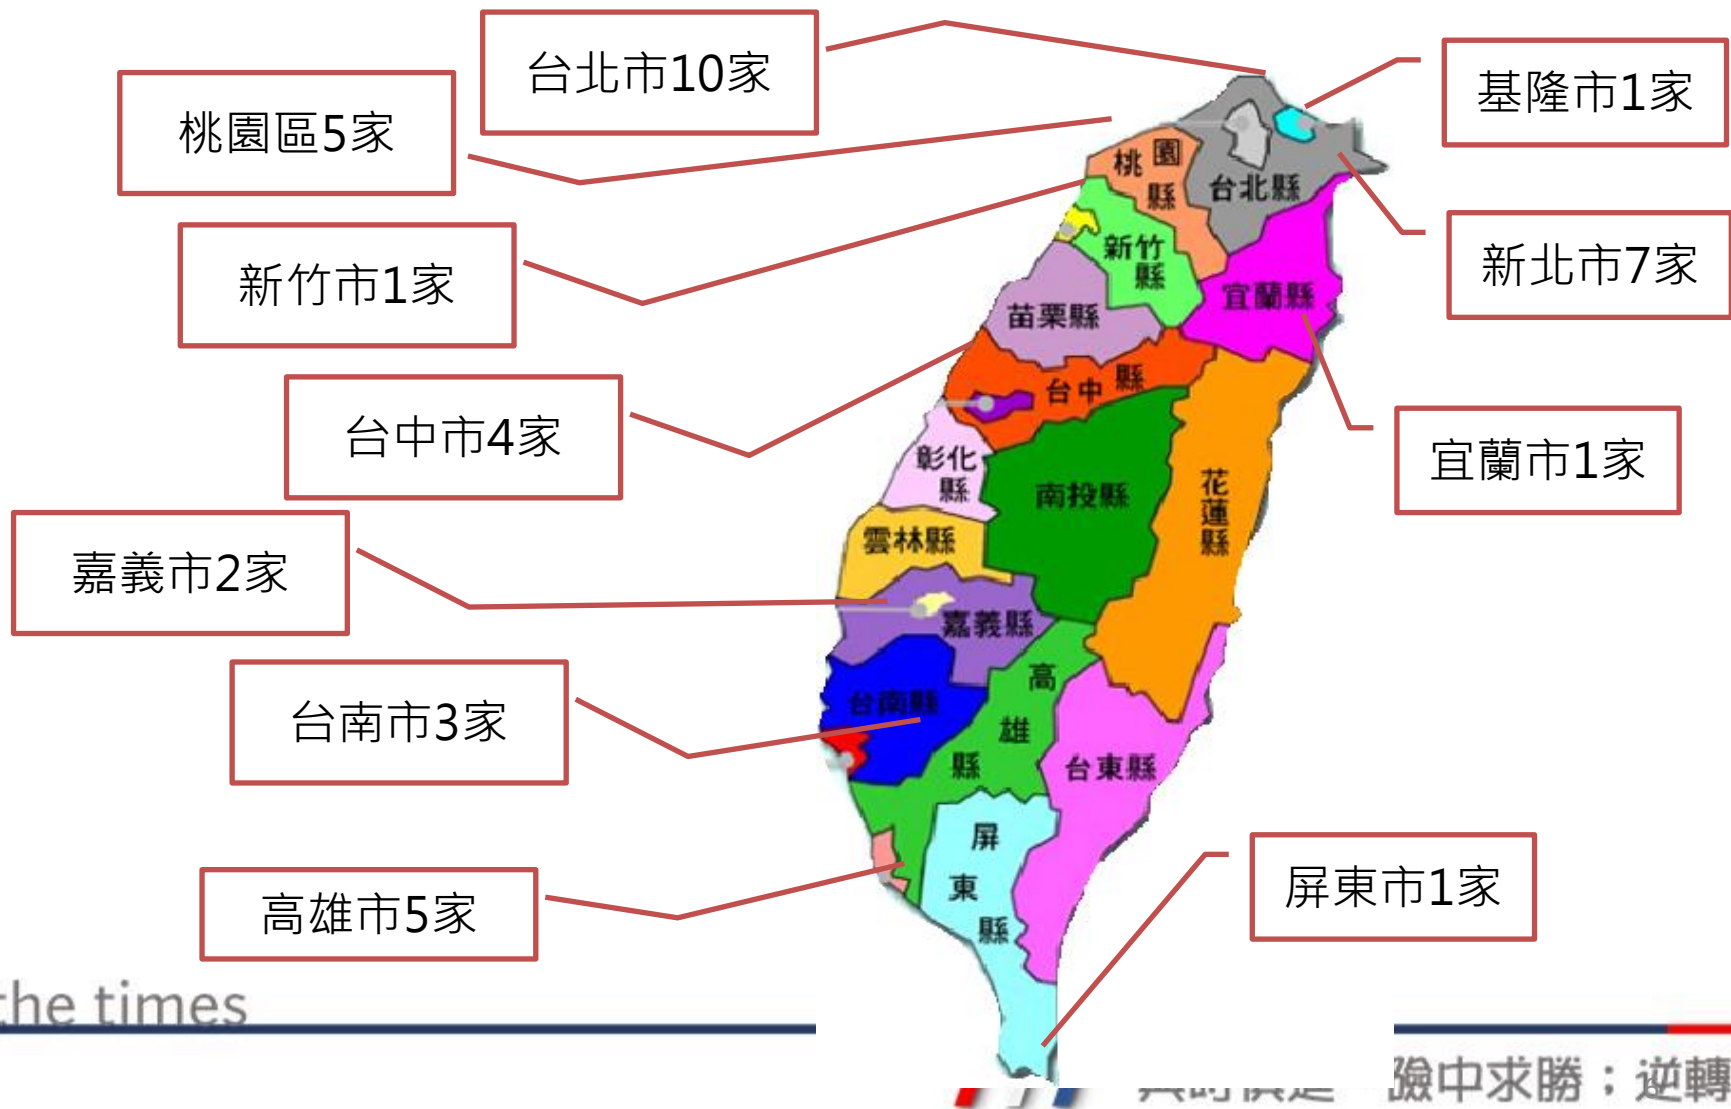 台北市10家
基隆市1家
桃園區5家
新北市7家
新竹市1家
台中市4家
宜蘭市1家
嘉義市2家
台南市3家
高雄市5家
屏東市1家
桃園縣
台北縣
新竹縣
宜蘭縣
苗栗縣
台中縣
彰化縣
南投縣
花蓮縣
雲林縣
嘉義縣
台南縣
高雄縣
台東縣
屏東縣
the times
險中求勝；逆轉